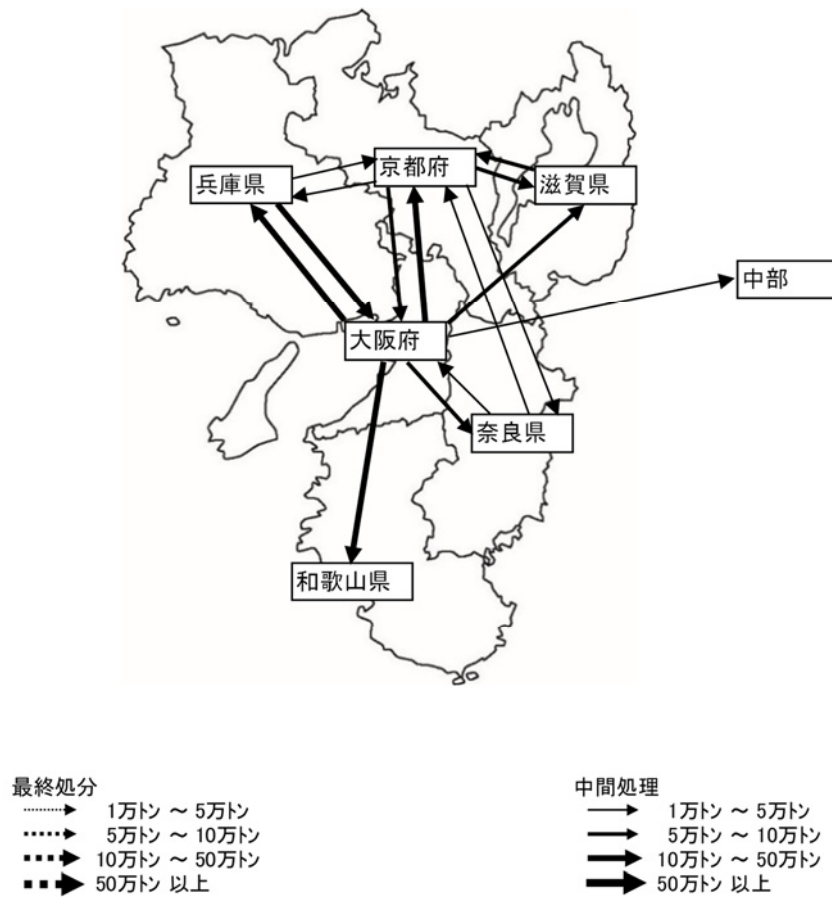 京都府
兵庫県
滋賀県
中部
大阪府
奈良県
和歌山県
最終処分
1万トン ～ 5万トン
5万トン ～ 10万トン
10万トン ～ 50万トン
50万トン 以上
中間処理
1万トン ～ 5万トン
5万トン ～ 10万トン
10万トン ～ 50万トン
50万トン 以上